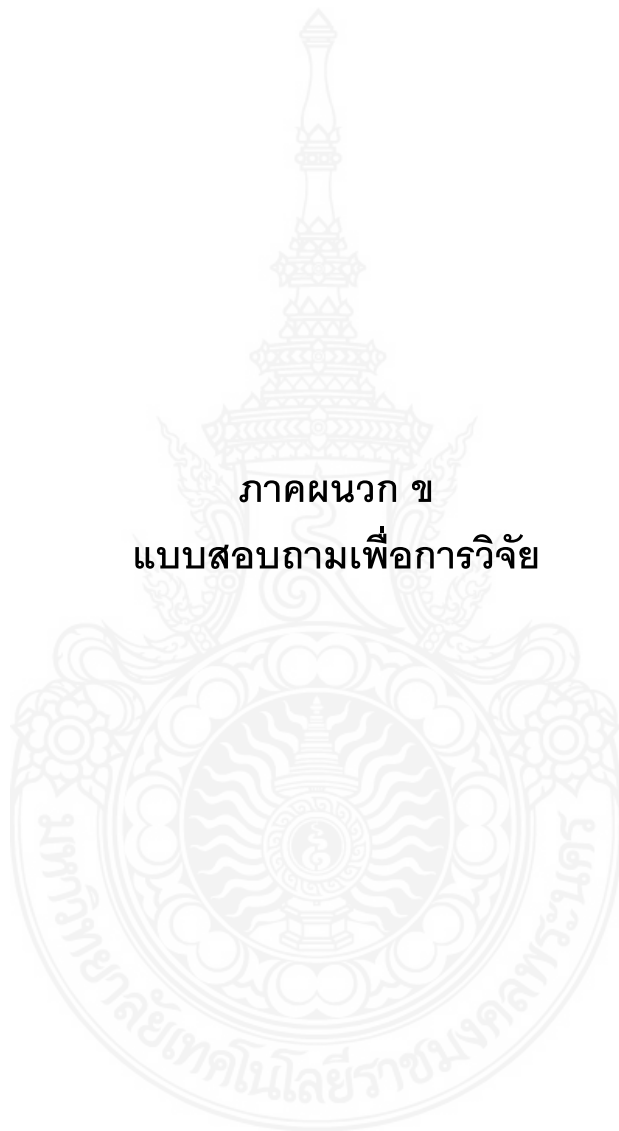 ภาคผนวก ข
แบบสอบถามเพื่อการวิจัย
มหาวิทยาลัยเทคโนโลยีราชมงคลพระนคร